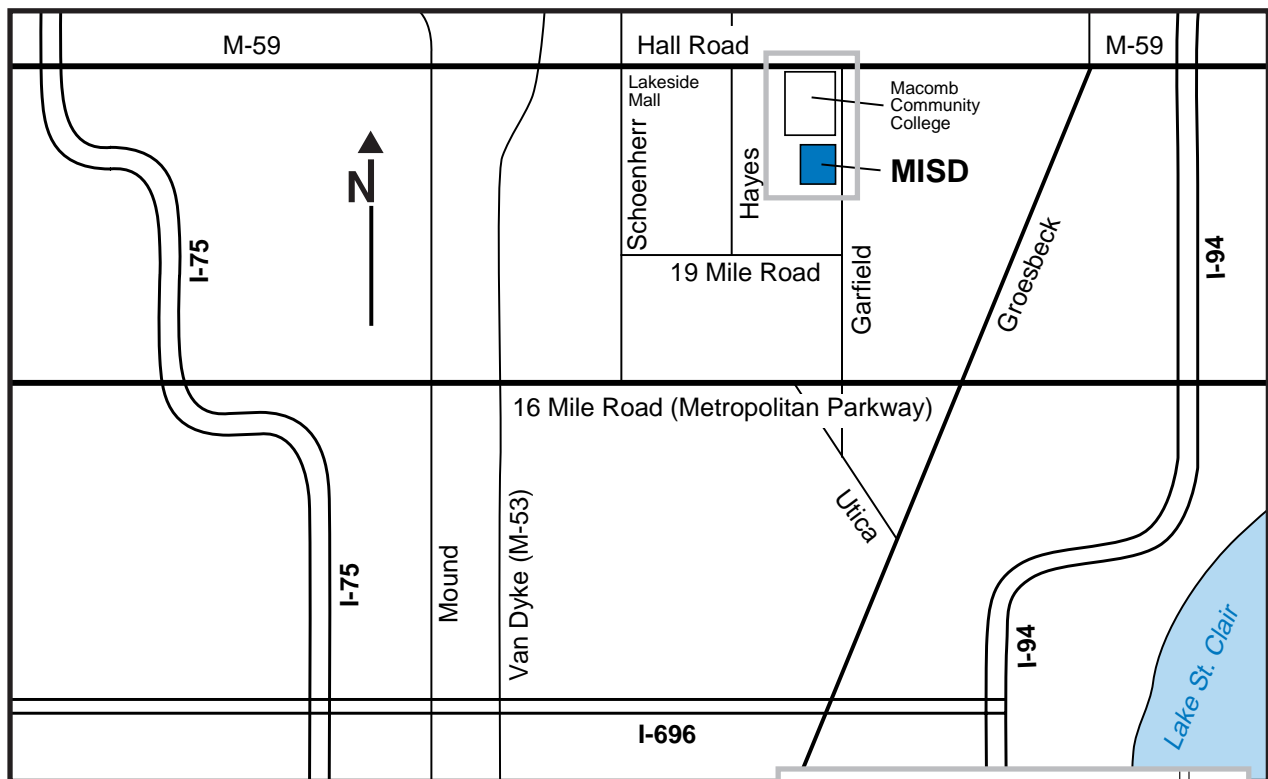 M-59
Hall Road
M-59
Lakeside
Mall
Macomb
Community
College
MISD
Schoenherr
Hayes
N
I-75
19 Mile Road
Garfield
Groesbeck
I-94
16 Mile Road (Metropolitan Parkway)
Utica
Van Dyke (M-53)
Mound
I-75
I-94
Lake St. Clair
I-696